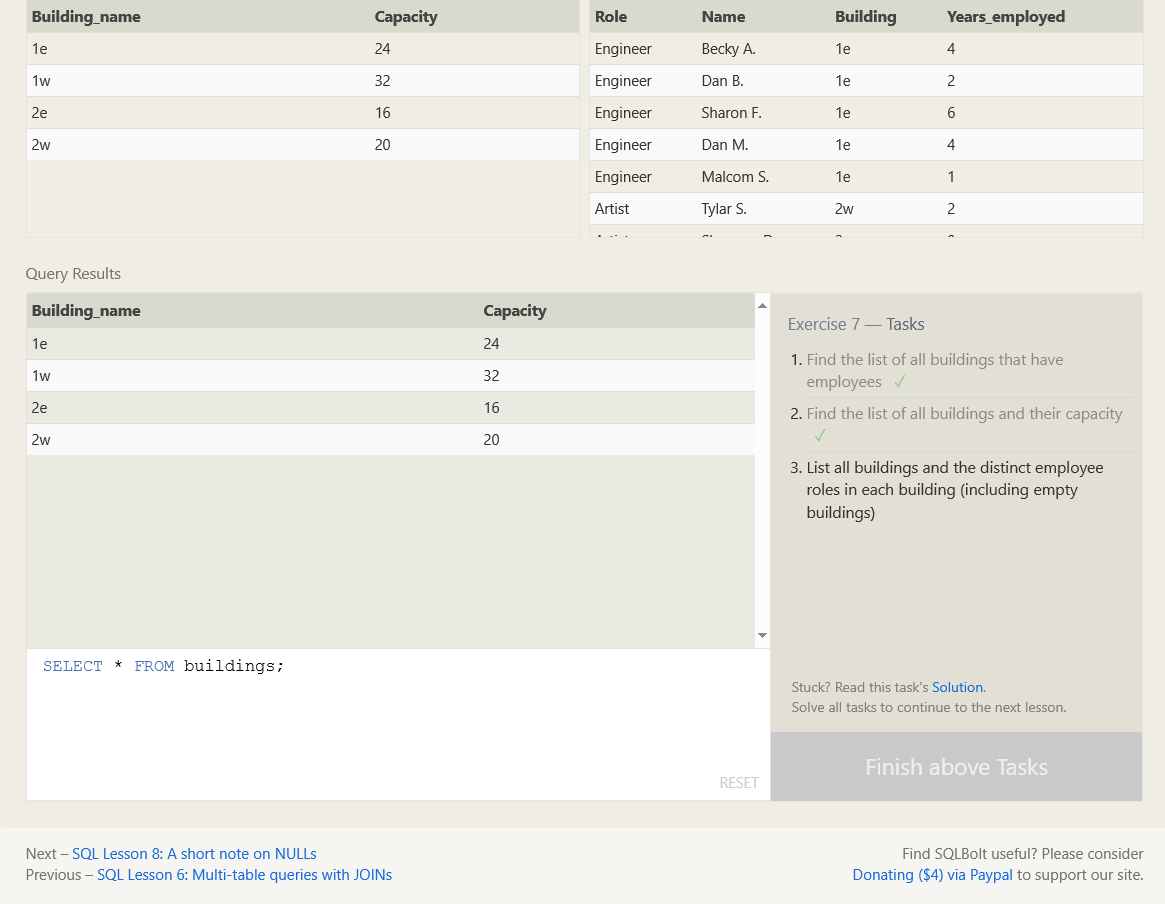 Building_name Capacity
1e 24
1w 32
2e 16
2w 20
Role Name Building Years_employed
Engineer Becky A. 1e 4
Engineer Dan B. 1e 2
Engineer Sharon F. 1e 6
Engineer Dan M. 1e 4
Engineer Malcom S. 1e 1
Artist Tylar S. 2w 2
Query Results
Building_name Capacity
1e 24
1w 32
2e 16
2w 20
SELECT * FROM buildings;
RESET
Exercise 7 — Tasks
1. Find the list of all buildings that have
employees ✓
2. Find the list of all buildings and their capacity
✓
3. List all buildings and the distinct employee
roles in each building (including empty
buildings)
Stuck? Read this task's Solution.
Solve all tasks to continue to the next lesson.
Finish above Tasks
Next – SQL Lesson 8: A short note on NULLs
Previous – SQL Lesson 6: Multi-table queries with JOINs
Find SQLBolt useful? Please consider
Donating ($4) via Paypal to support our site.